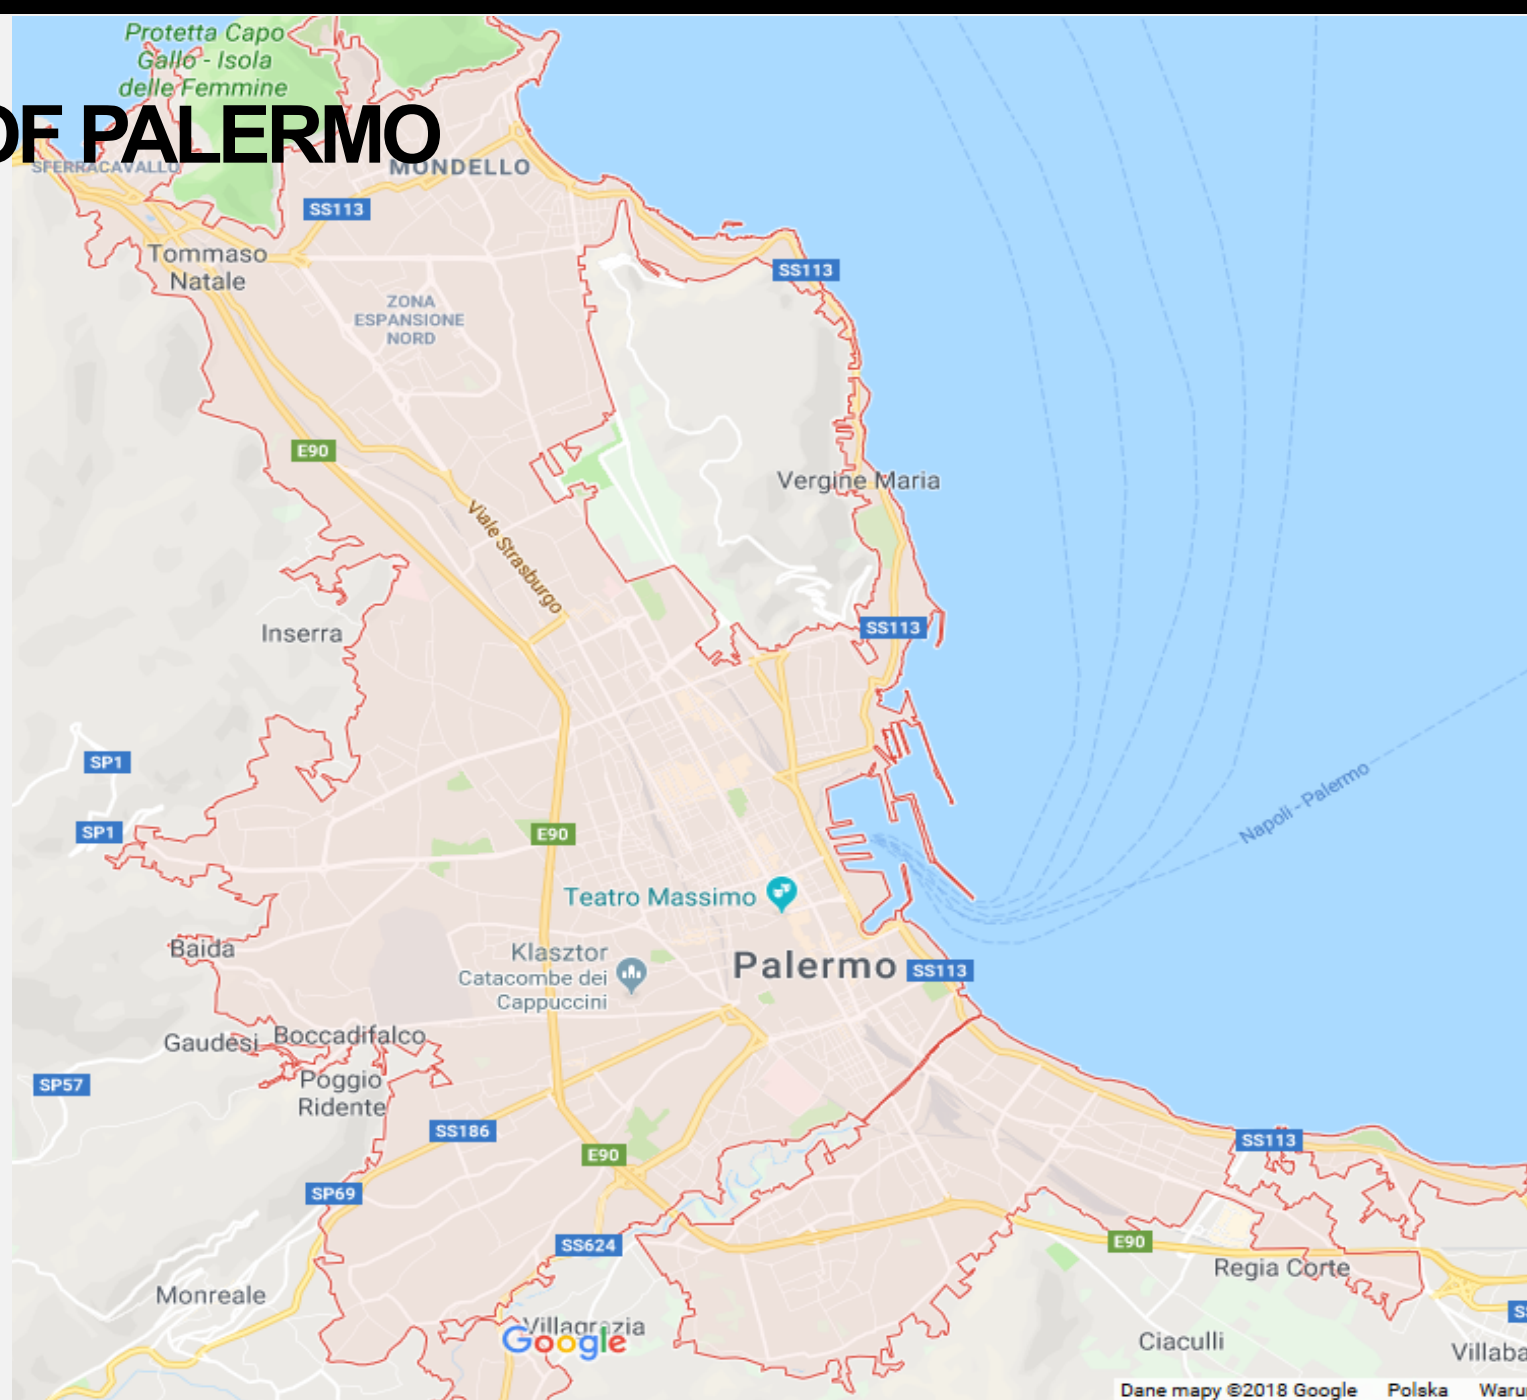 Protetta Capo
Gallo - Isola
delle Femmine
OF PALERMO
SFERRACAVALLO
MONDELLO
SS113
Tommaso
Natale
SS113
ZONA
ESPANSIONE
NORD
E90
Vergine Maria
Viale Strasburgo
SS113
Inserra
SP1
Napoli - Palermo
SP1
E90
Teatro Massimo
Baida
Klasztor
Catacombe dei
Cappuccini
Palermo
SS113
Gaudesi
Boccadifalco
Poggio
Ridente
SP57
SS186
SS113
E90
SP69
SS624
E90
Regia Corte
Monreale
Villagrazia
Google
Ciaculli
Villaba
Dane mapy ©2018 Google Polska Waru